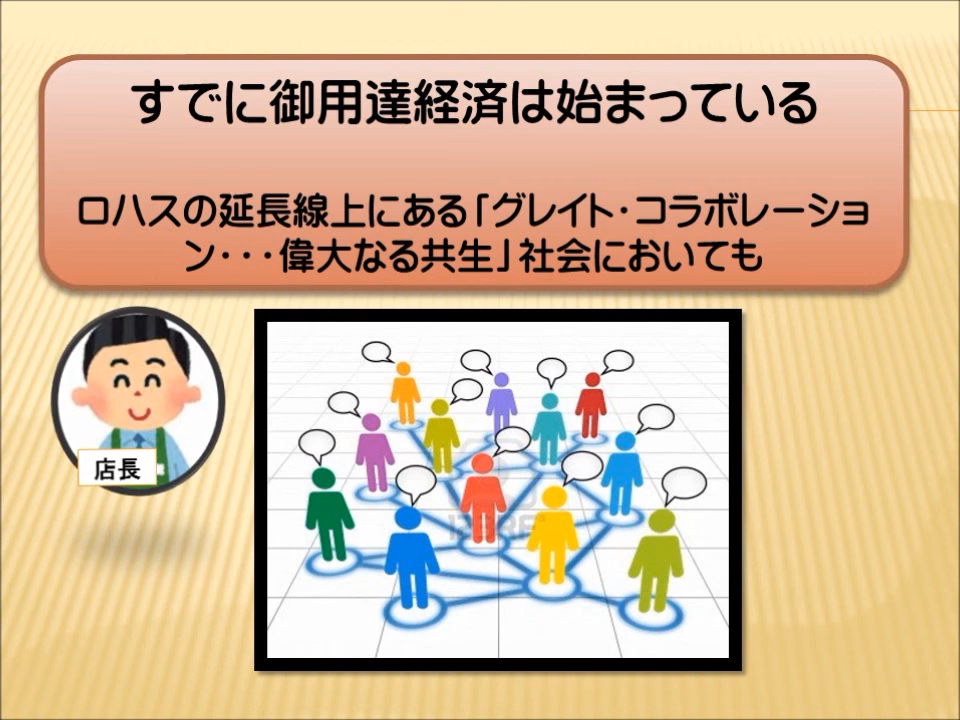 すでに御用達経済は始まっている
ロハスの延長線上にある「グレイト・コラボレーショ
ン・・・偉大なる共生」社会においても
店長
123RF